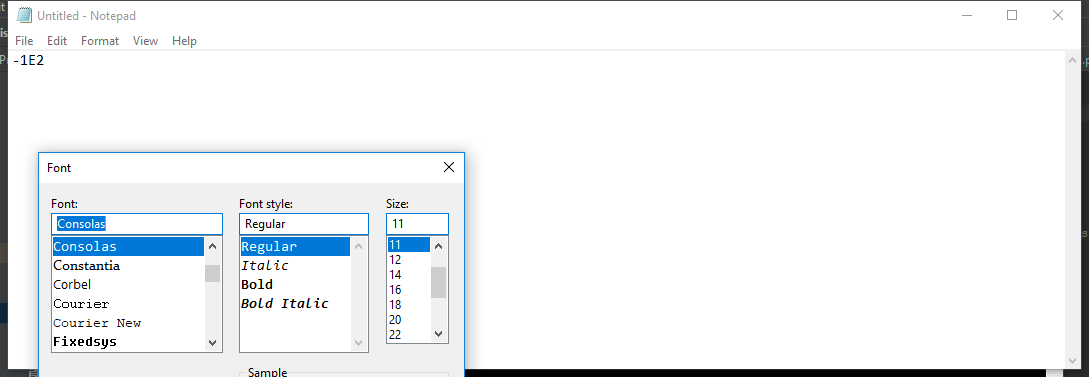 Untitled - Notepad
File Edit Format View Help
-1E2
Font
Font: Font style: Size:
Consolas Regular 11
Consolas Regular 11
Constantia Italic 12
Corbel Bold 14
Courier Bold Italic 16
Courier New 18
Fixedsys 20
22
Sample